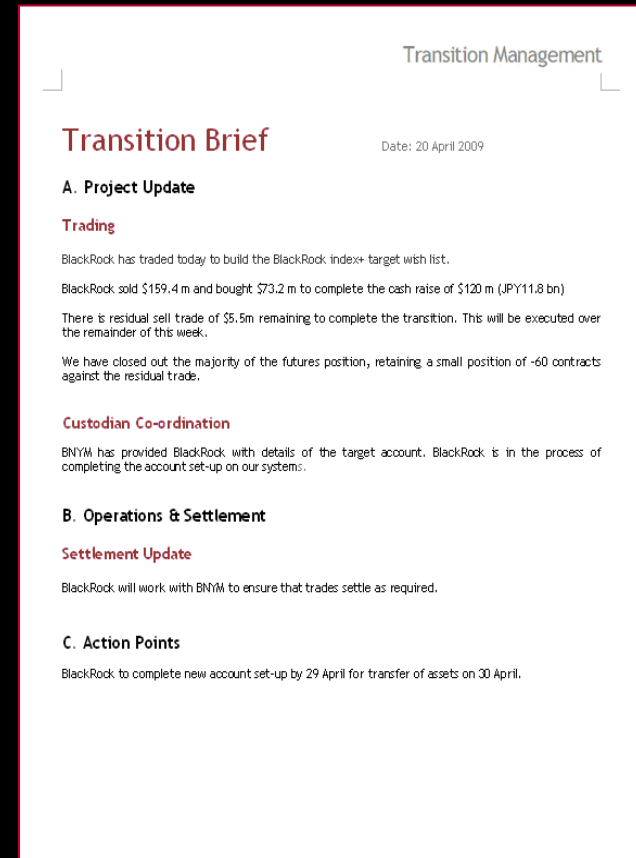 Transition Management
Transition Brief
Date: 20 April 2009
A. Project Update
Trading
BlackRock has traded today to build the BlackRock index+ target wish list.
BlackRock sold $159.4 m and bought $73.2 m to complete the cash raise of $120 m (JPY11.8 bn)
There is residual sell trade of $5.5m remaining to complete the transition. This will be executed over
the remainder of this week.
We have closed out the majority of the futures position, retaining a small position of -60 contracts
against the residual trade.
Custodian Co-ordination
BNYM has provided BlackRock with details of the target account. BlackRock is in the process of
completing the account set-up on our systems.
B. Operations & Settlement
Settlement Update
BlackRock will work with BNYM to ensure that trades settle as required.
C. Action Points
BlackRock to complete new account set-up by 29 April for transfer of assets on 30 April.